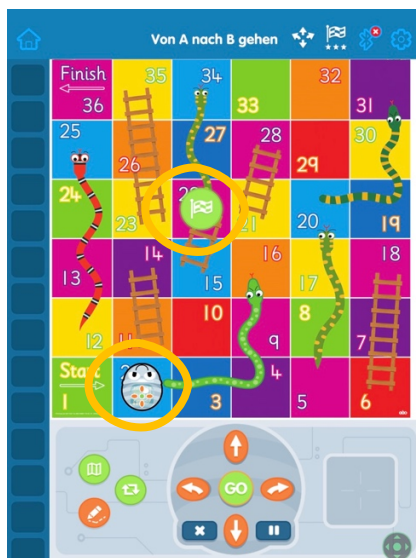 Von A nach B gehen
Finish 35 34 33 32 31
36
25 26 27 28 29 30
24 23 21 20 19
13 14 15 16 17 18
12 11 10 9 8 7
Start
1 2 3 4 5 6
GO